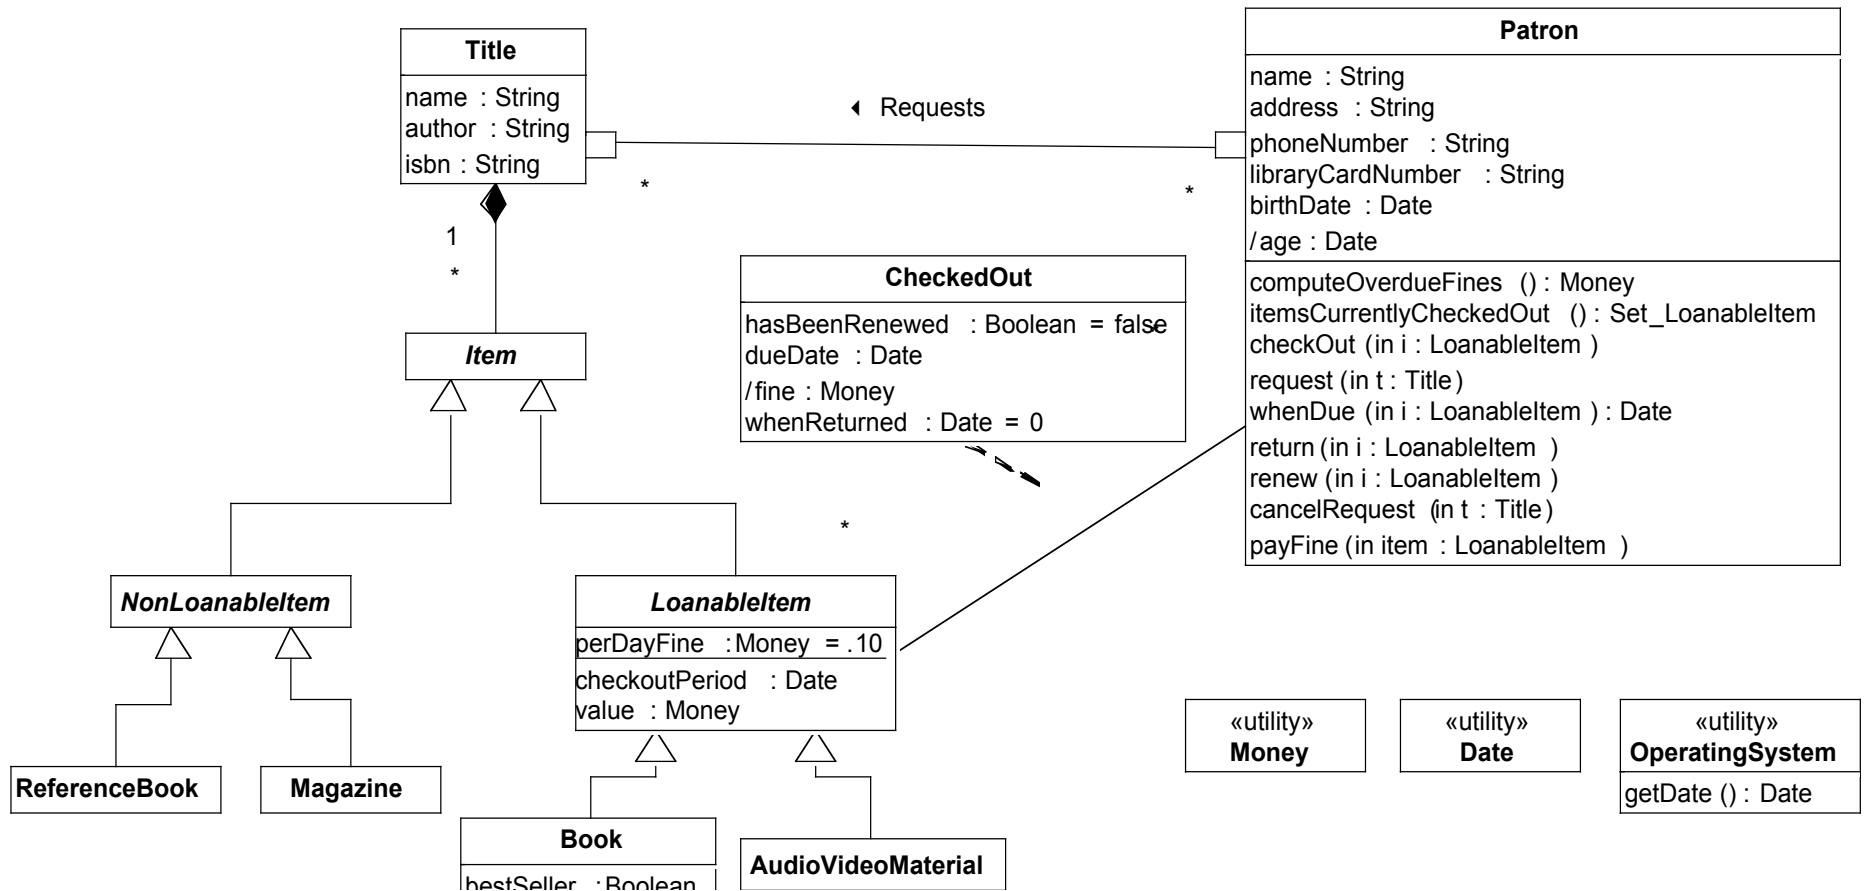 Title
name : String
author : String
isbn : String
Requests
*
*
1
*
Patron
name : String
address : String
phoneNumber : String
libraryCardNumber : String
birthDate : Date
/age : Date
computeOverdueFines () : Money
itemsCurrentlyCheckedOut () : Set_LoanableItem
checkOut (in i : LoanableItem )
request (in t : Title)
whenDue (in i : LoanableItem ) : Date
return (in i : LoanableItem )
renew (in i : LoanableItem )
cancelRequest (in t : Title)
payFine (in item : LoanableItem )
CheckedOut
hasBeenRenewed : Boolean = false
dueDate : Date
/fine : Money
whenReturned : Date = 0
Item
*
NonLoanableItem
LoanableItem
perDayFine :Money = .10
checkoutPeriod : Date
value : Money
ReferenceBook
Magazine
Book
bestSeller : Boolean
AudioVideoMaterial
«utility»
Money
«utility»
Date
«utility»
OperatingSystem
getDate () : Date